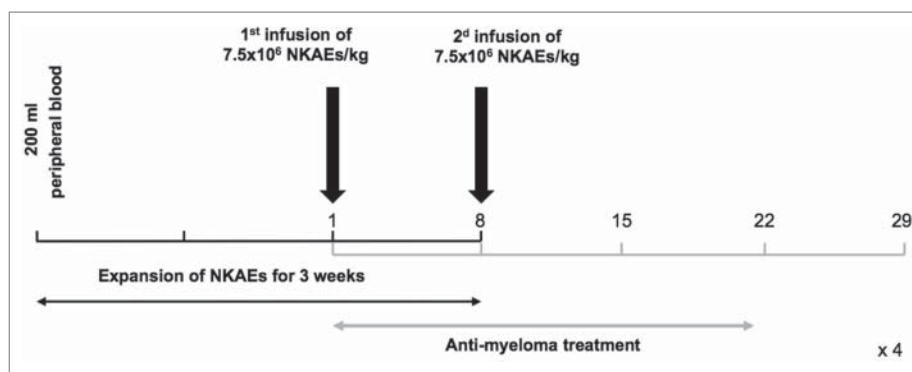 1st infusion of
7.5x10⁶ NKAEs/kg
2d infusion of
7.5x10⁶ NKAEs/kg
200 ml
peripheral blood
1
8
15
22
29
Expansion of NKAEs for 3 weeks
Anti-myeloma treatment
x 4